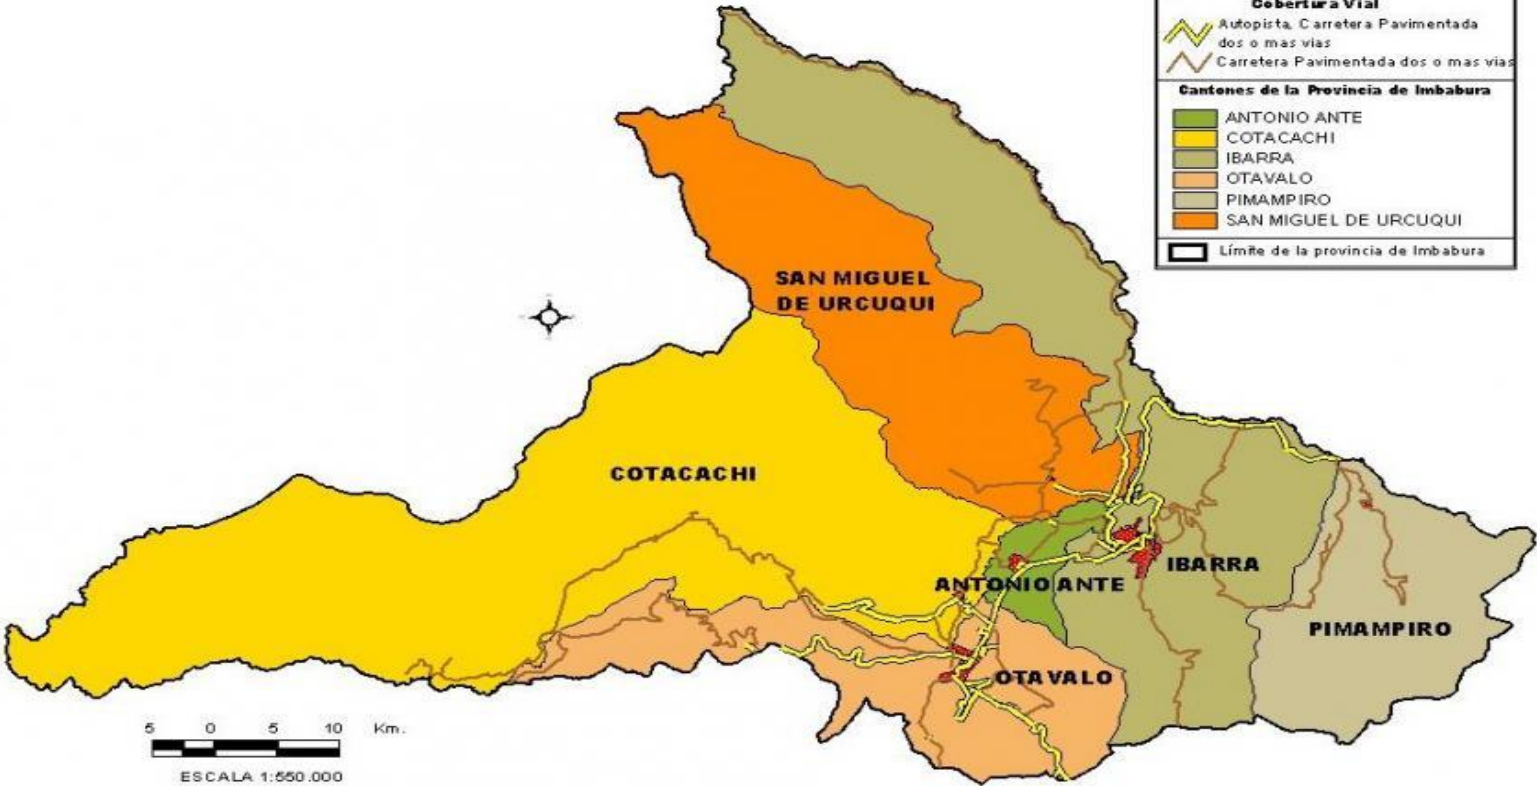 Cobertura Vial
Autopista, Carretera Pavimentada
dos o mas vias
Carretera Pavimentada dos o mas vias
Cantones de la Provincia de Imbabura
ANTONIO ANTE
COTACACHI
IBARRA
OTAVALO
PIMAMPIRO
SAN MIGUEL DE URCUQUI
Límite de la provincia de Imbabura
SAN MIGUEL
DE URCUQUI
COTACACHI
IBARRA
ANTONIO ANTE
PIMAMPIRO
OTAVALO
5 0 5 10 Km.
ESCALA 1:550.000